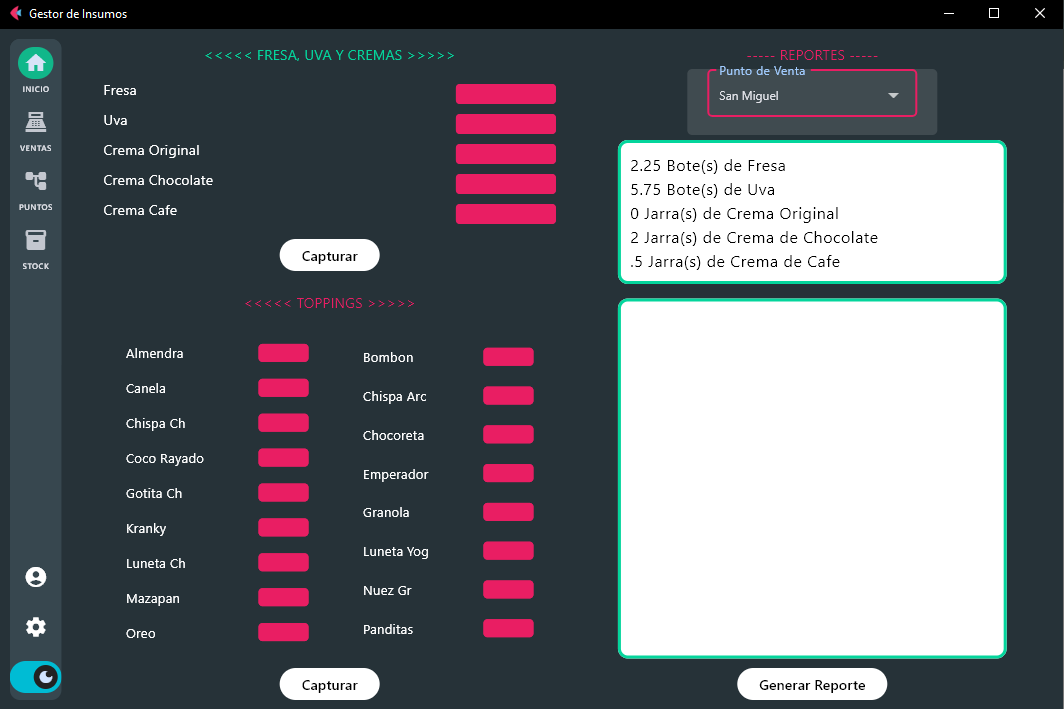 Gestor de Insumos
INICIO
VENTAS
PUNTOS
STOCK
<<<<< FRESA, UVA Y CREMAS >>>>>
Fresa
Uva
Crema Original
Crema Chocolate
Crema Cafe
Capturar
<<<<< TOPPINGS >>>>>
Almendra
Canela
Chispa Ch
Coco Rayado
Gotita Ch
Kranky
Luneta Ch
Mazapan
Oreo
Bombon
Chispa Arc
Chocoreta
Emperador
Granola
Luneta Yog
Nuez Gr
Panditas
Capturar
----- REPORTES -----
Punto de Venta
San Miguel
2.25 Bote(s) de Fresa
5.75 Bote(s) de Uva
0 Jarra(s) de Crema Original
2 Jarra(s) de Crema de Chocolate
.5 Jarra(s) de Crema de Cafe
Generar Reporte